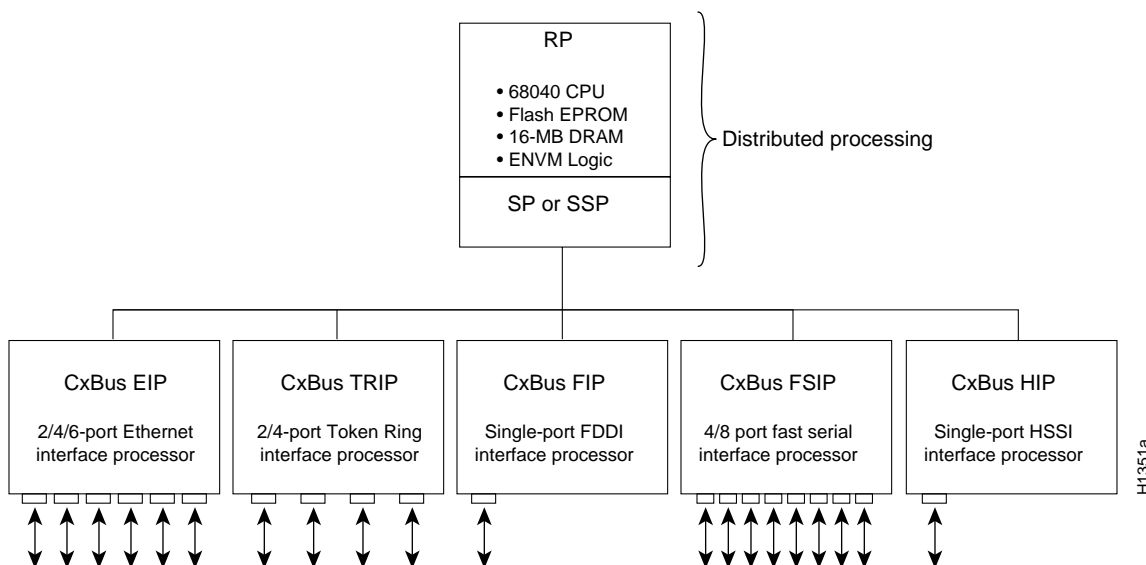 RP
• 68040 CPU
• Flash EPROM
• 16-MB DRAM
• ENVM Logic
Distributed processing
SP or SSP
CxBus EIP
2/4/6-port Ethernet
interface processor
CxBus TRIP
2/4-port Token Ring
interface processor
CxBus FIP
Single-port FDDI
interface processor
CxBus FSIP
4/8 port fast serial
interface processor
CxBus HIP
Single-port HSSI
interface processor
H1351a